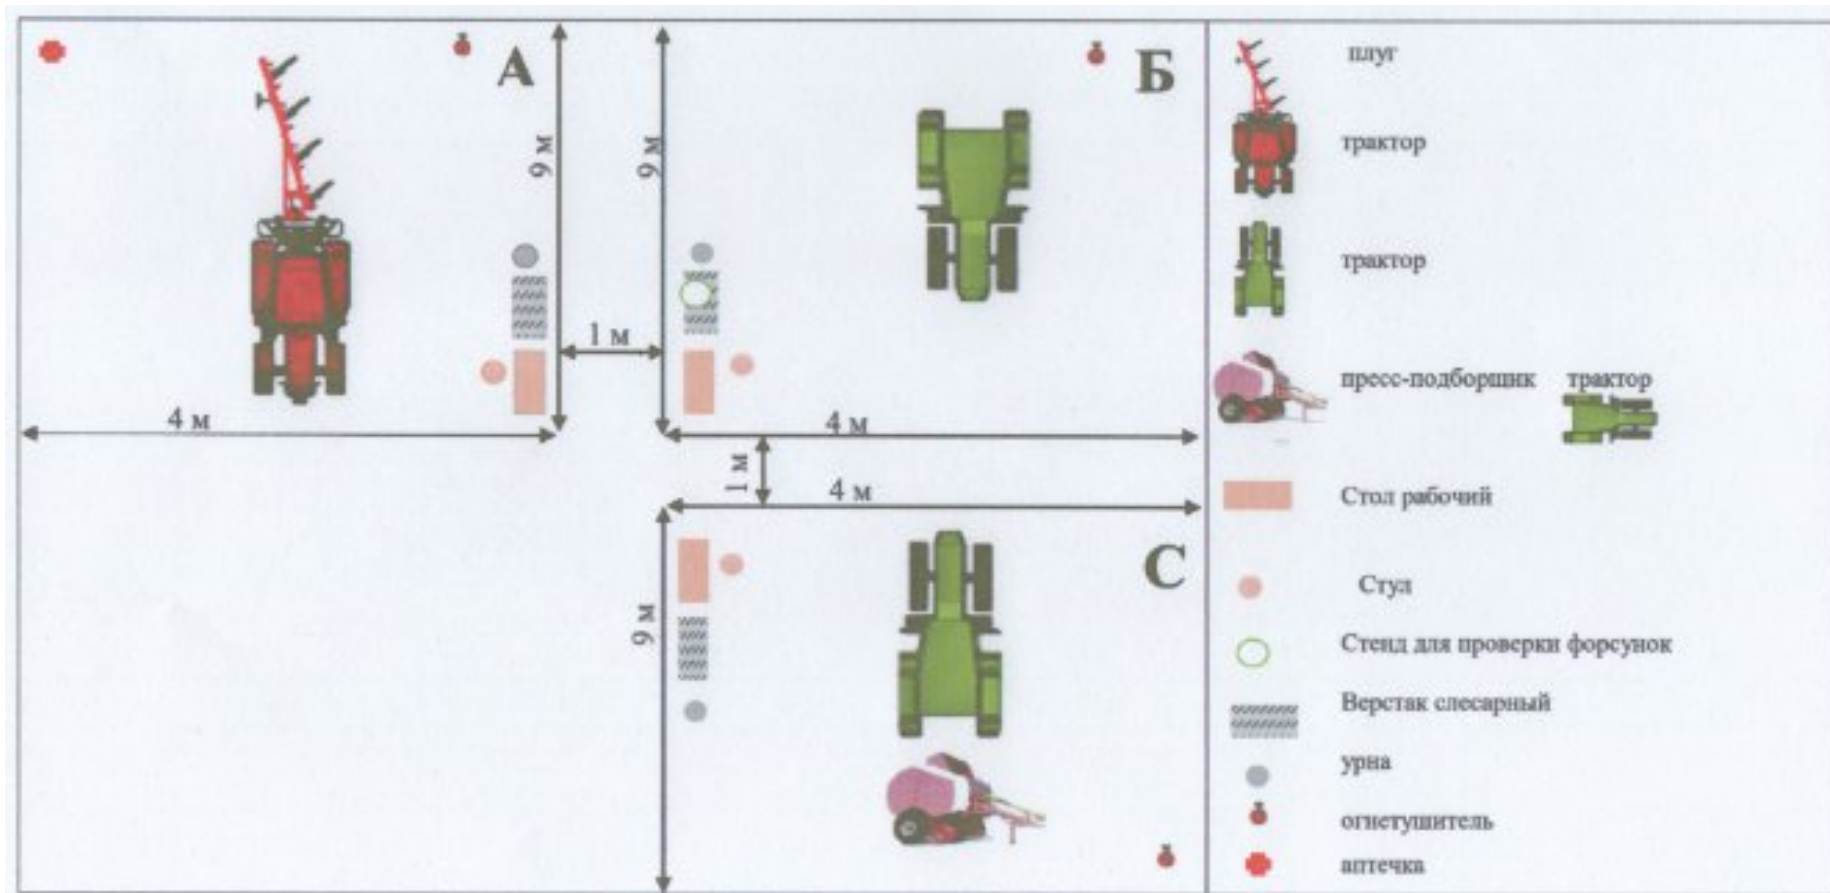 А
Б
9 м
9 м
1 м
4 м
4 м
1 м
4 м
С
9 м
плуг
трактор
трактор
пресс-подборщик трактор
Стол рабочий
Стул
Стенд для проверки форсунок
Верстак слесарный
урна
огнетушитель
аптечка